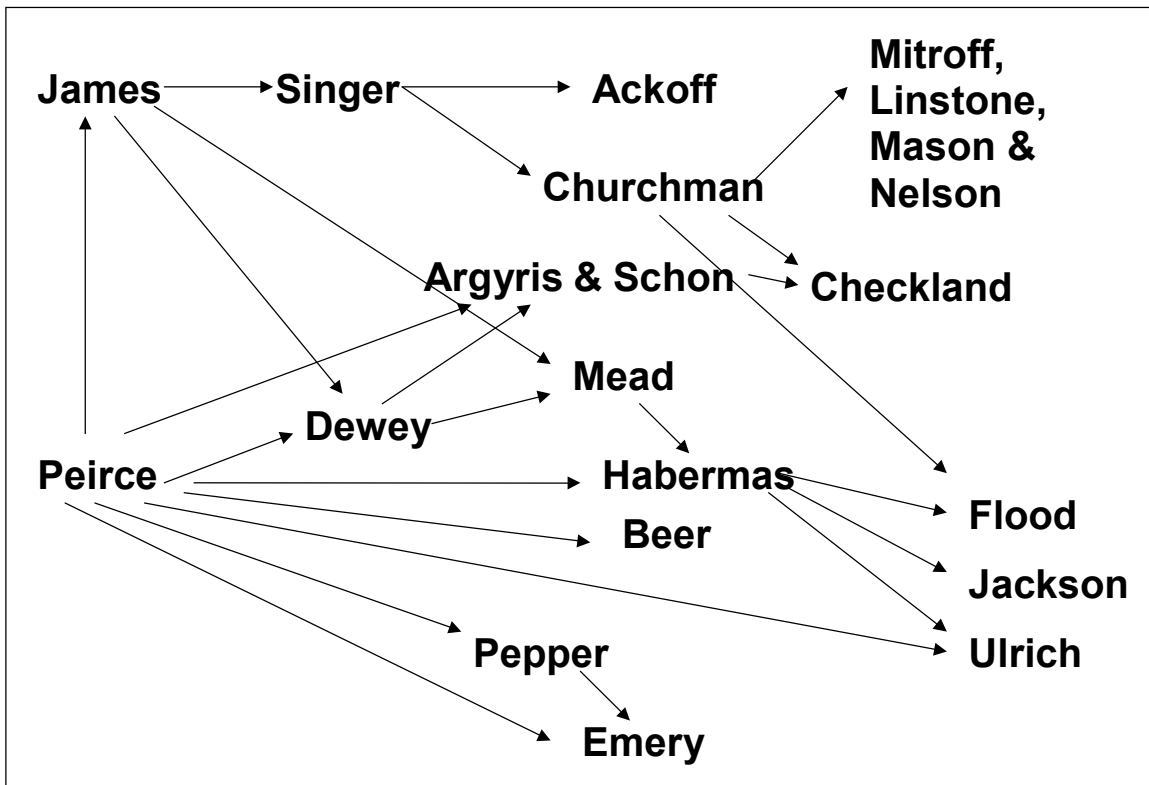 James
Singer
Ackoff
Mitroff,
Linstone,
Mason &
Nelson
Churchman
Argyris & Schon
Checkland
Mead
Dewey
Peirce
Habermas
Flood
Beer
Jackson
Pepper
Ulrich
Emery